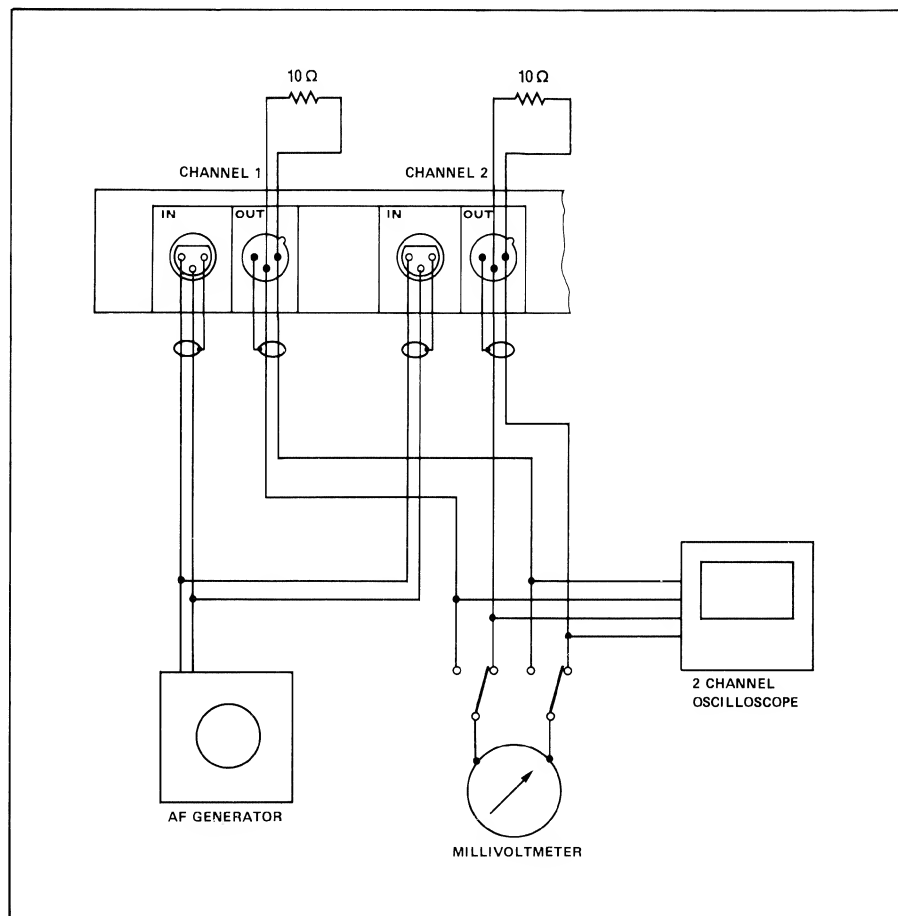 10 Ω
10 Ω
CHANNEL 1
CHANNEL 2
IN
OUT
IN
OUT
2 CHANNEL
OSCILLOSCOPE
AF GENERATOR
MILLIVOLTMETER